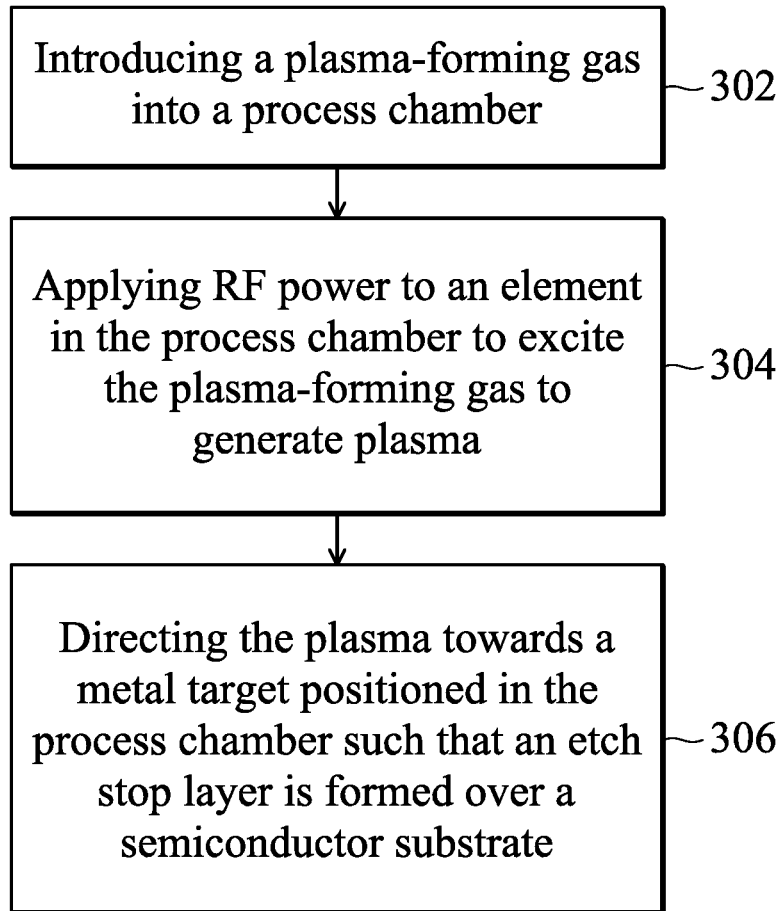 Introducing a plasma-forming gas
into a process chamber
302
Applying RF power to an element
in the process chamber to excite
the plasma-forming gas to
generate plasma
304
Directing the plasma towards a
metal target positioned in the
process chamber such that an etch
stop layer is formed over a
semiconductor substrate
306